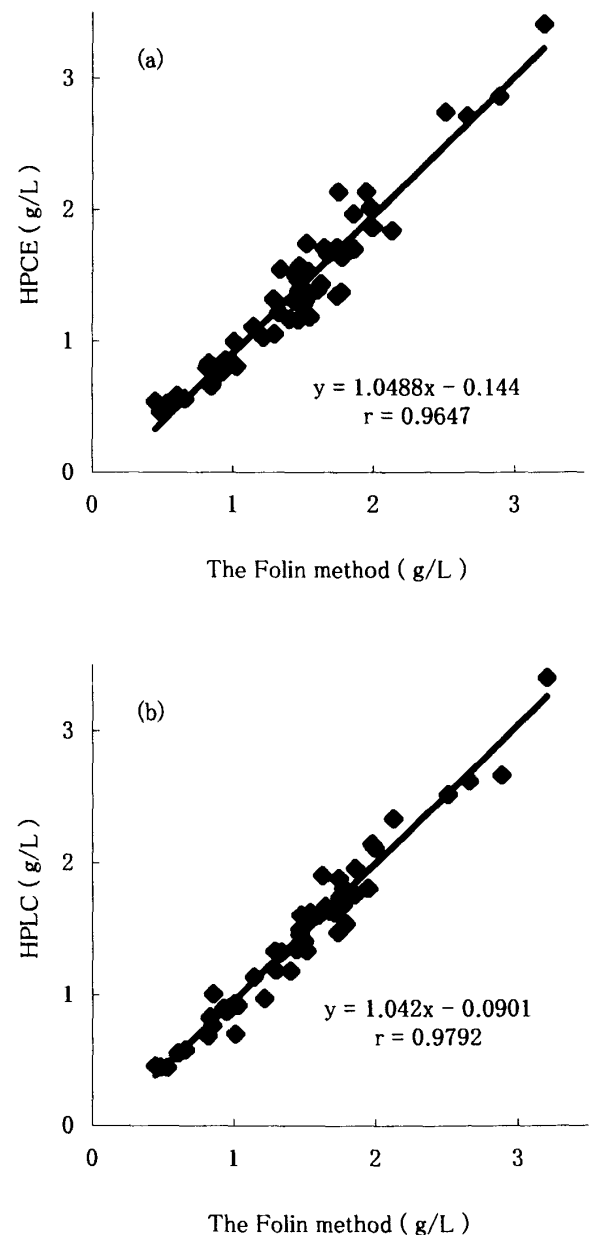 (a)
3
2
1
0
HPCE ( g/L )
y = 1.0488x − 0.144
r = 0.9647
0 1 2 3
The Folin method ( g/L )
(b)
3
2
1
0
HPLC ( g/L )
y = 1.042x − 0.0901
r = 0.9792
0 1 2 3
The Folin method ( g/L )